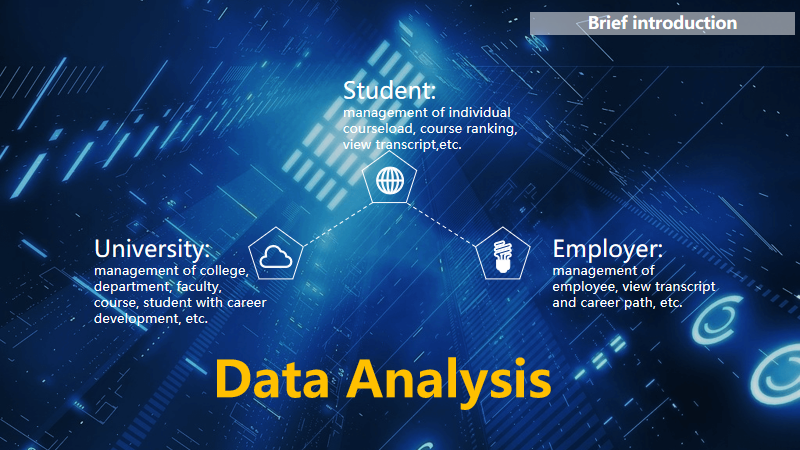 Brief introduction
Student:
management of individual
courseload, course ranking,
view transcript,etc.
University:
management of college,
department, faculty,
course, student with career
development, etc.
Employer:
management of
employee, view transcript
and career path, etc.
Data Analysis